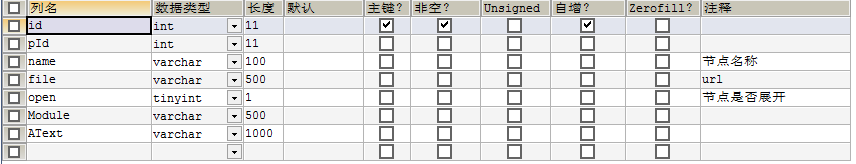 列名 数据类型 长度 默认 主键? 非空? Unsigned 自增? Zerofill? 注释
id int 11
pId int 11
name varchar 100 节点名称
file varchar 500 url
open tinyint 1 节点是否展开
Module varchar 500
AText varchar 1000